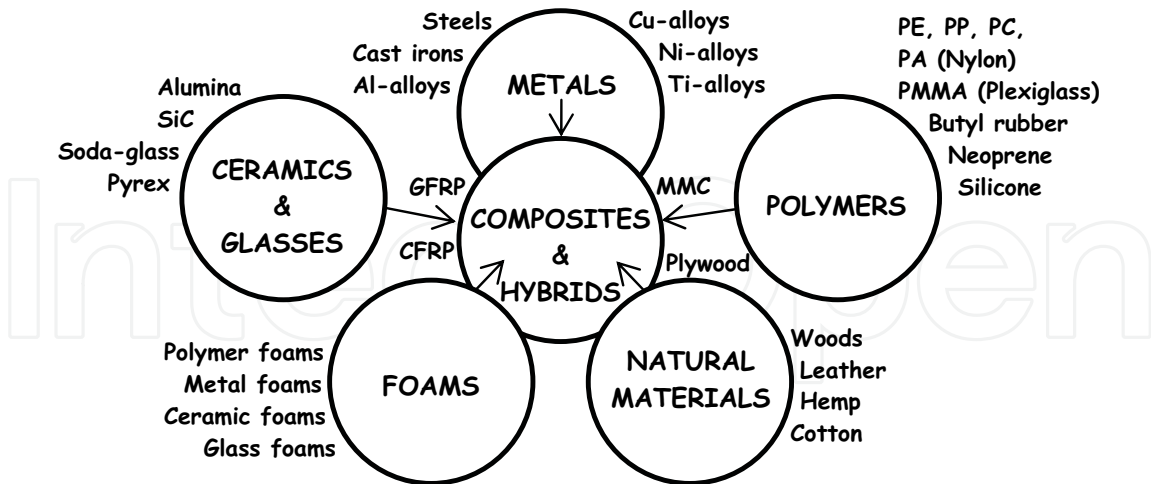 Steels
Cast irons
Al-alloys
METALS
Cu-alloys
Ni-alloys
Ti-alloys
PE, PP, PC,
PA (Nylon)
PMMA (Plexiglass)
Butyl rubber
Neoprene
Silicone
POLYMERS
Alumina
SiC
Soda-glass
Pyrex
CERAMICS
&
GLASSES
GFRP
CFRP
MMC
Plywood
COMPOSITES
&
HYBRIDS
Polymer foams
Metal foams
Ceramic foams
Glass foams
FOAMS
NATURAL
MATERIALS
Woods
Leather
Hemp
Cotton
IntechOpen